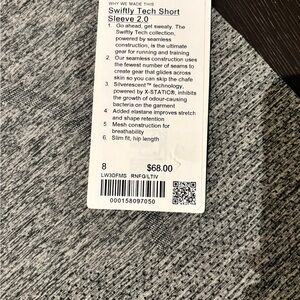 WHY WE MADE THIS
Swiftly Tech Short
Sleeve 2.0
1. Go ahead, get sweaty. The
Swiftly Tech collection,
powered by seamless
construction, is the ultimate
gear for running and training
2. Our seamless construction uses
the fewest number of seams to
create gear that glides across
skin so you can skip the chafe
3. Silverescent™ technology,
powered by X-STATIC®, inhibits
the growth of odour-causing
bacteria on the garment
4. Added elastane improves stretch
and shape retention
5. Mesh construction for
breathability
6. Slim fit, hip length
8 $68.00
LW3DFMS RNFG/LTIV
000158097050